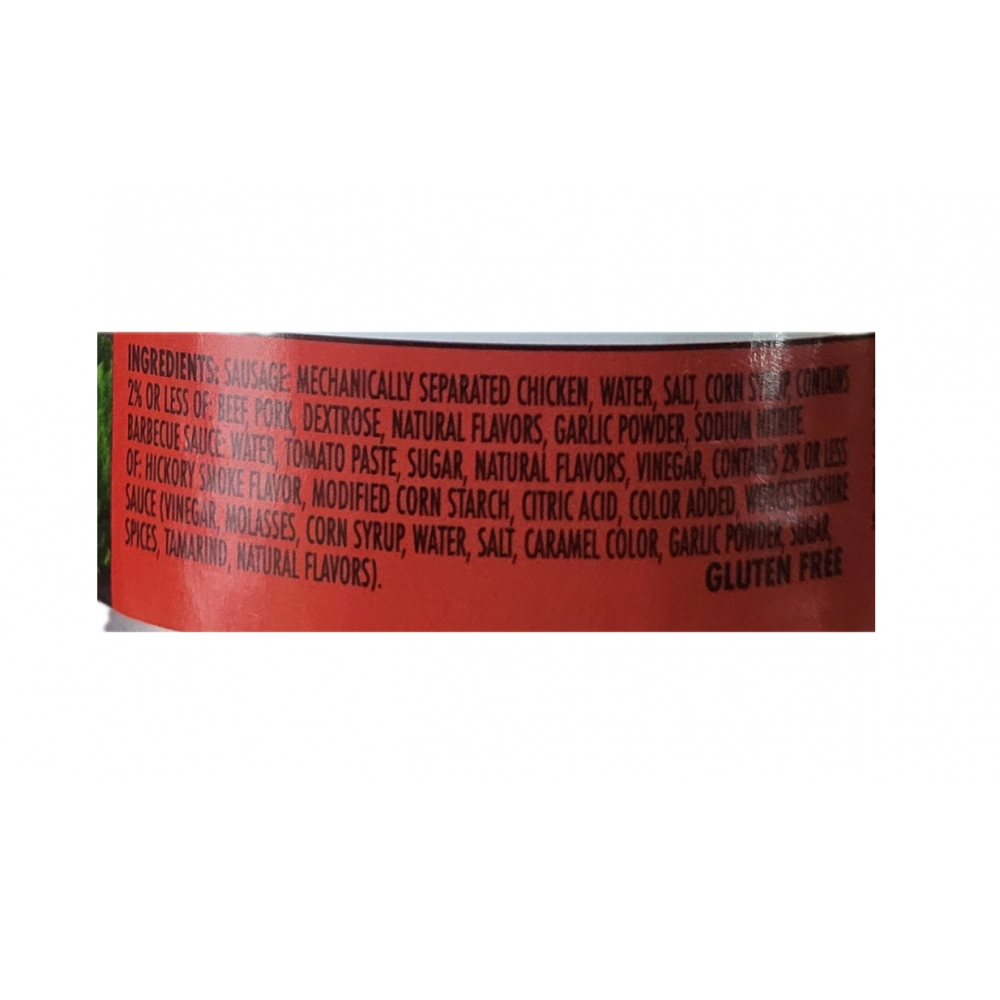 INGREDIENTS: SAUSAGE: MECHANICALLY SEPARATED CHICKEN, WATER, SALT, CORN SYRUP, CONTAINS
2% OR LESS OF: BEEF, PORK, DEXTROSE, NATURAL FLAVORS, GARLIC POWDER, SODIUM NITRITE
BARBECUE SAUCE: WATER, TOMATO PASTE, SUGAR, NATURAL FLAVORS, VINEGAR, CONTAINS 2% OR LESS
OF: HICKORY SMOKE FLAVOR, MODIFIED CORN STARCH, CITRIC ACID, COLOR ADDED, WORCESTERSHIRE
SAUCE (VINEGAR, MOLASSES, CORN SYRUP, WATER, SALT, CARAMEL COLOR, GARLIC POWDER, SUGAR,
SPICES, TAMARIND, NATURAL FLAVORS).
GLUTEN FREE